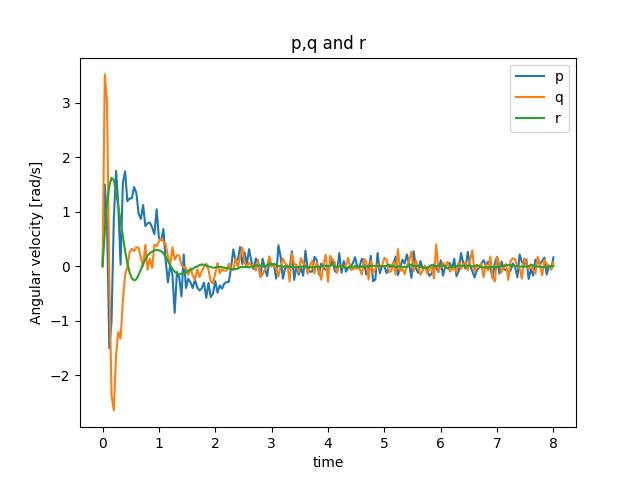 p,q and r
p
q
r
Angular velocity [rad/s]
3
2
1
0
−1
−2
0 1 2 3 4 5 6 7 8
time